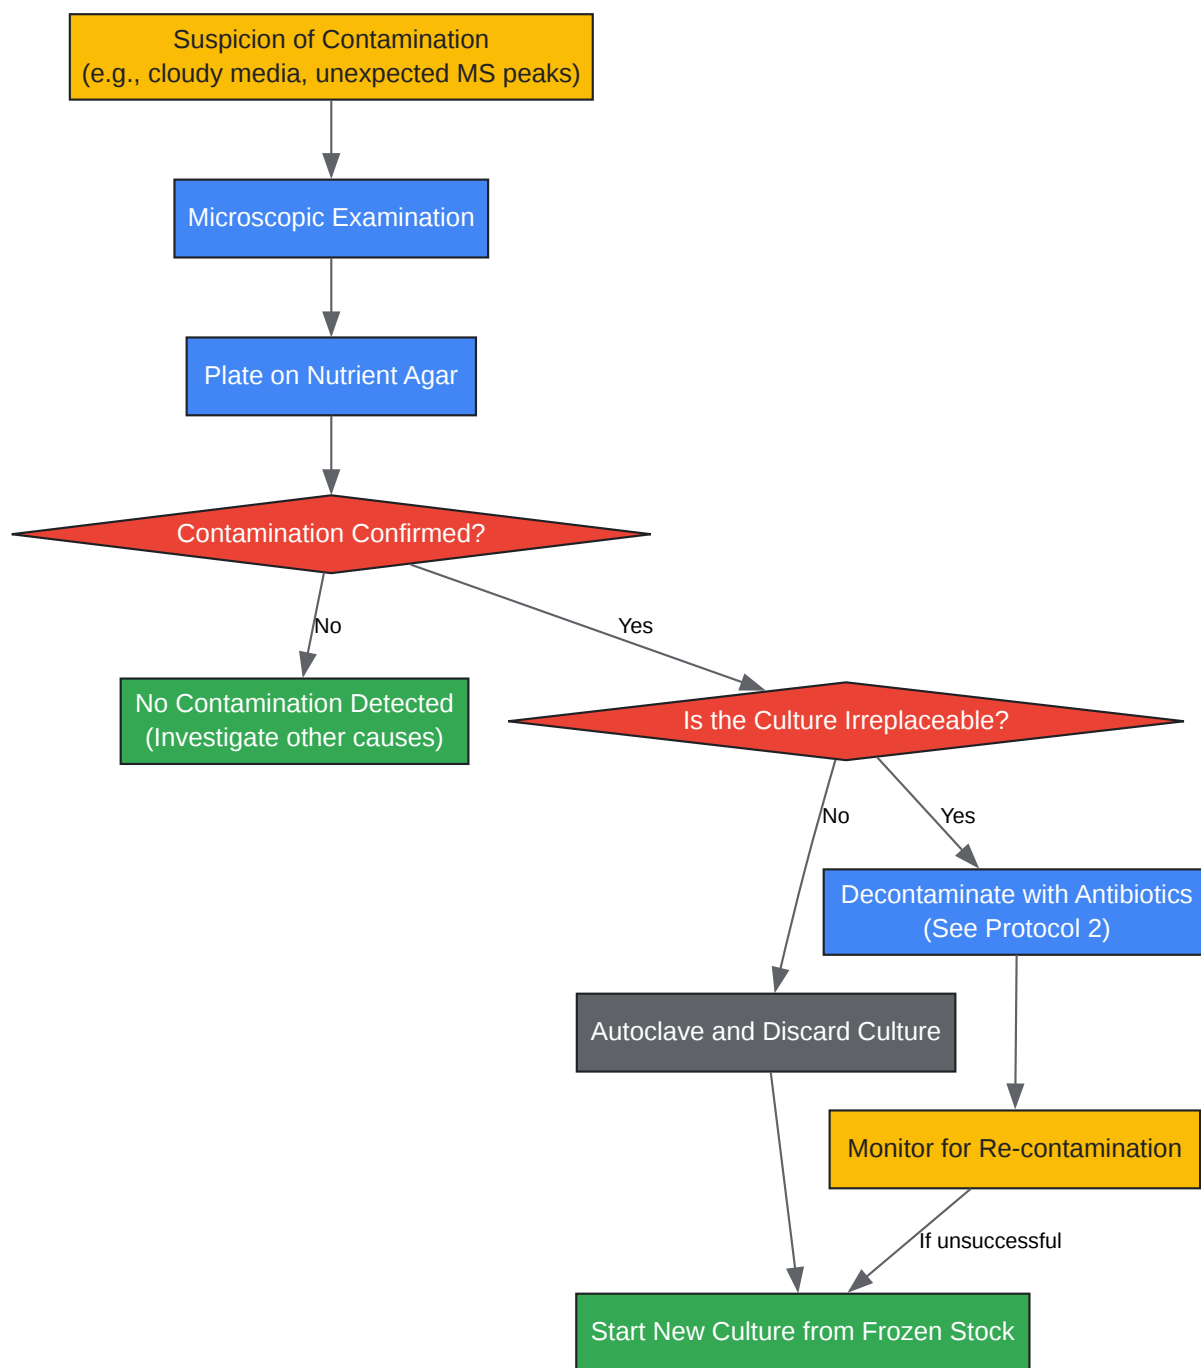 Suspicion of Contamination
(e.g., cloudy media, unexpected MS peaks)
Microscopic Examination
Plate on Nutrient Agar
Contamination Confirmed?
No
Yes
No Contamination Detected
(Investigate other causes)
Is the Culture Irreplaceable?
No
Yes
Decontaminate with Antibiotics
(See Protocol 2)
Autoclave and Discard Culture
Monitor for Re-contamination
If unsuccessful
Start New Culture from Frozen Stock